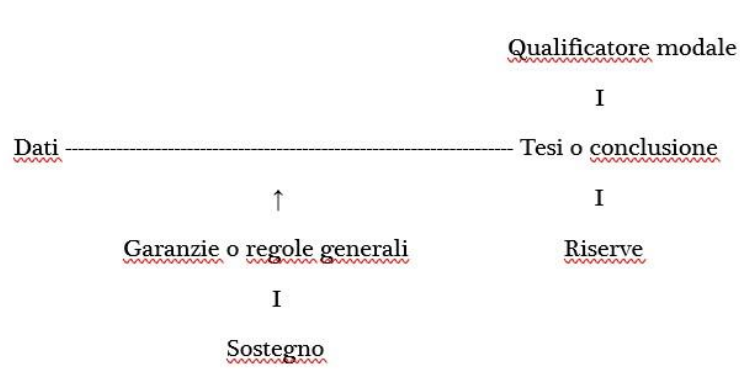 Qualificatore modale
I
Dati ---------------------------------------------------------------------- Tesi o conclusione
↑ I
Garanzie o regole generali Riserve
I
Sostegno